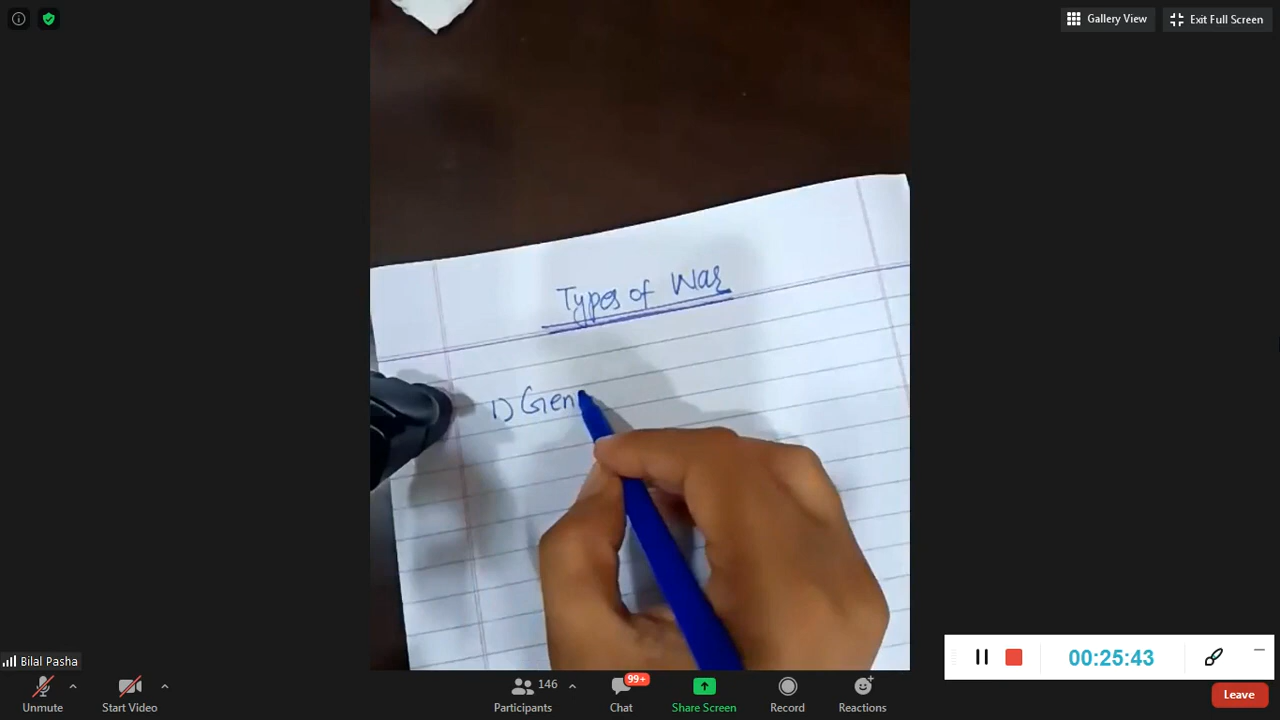 Gallery View
Exit Full Screen
Types of War
1) Gen
Bilal Pasha
00:25:43
Unmute
Start Video
146
Participants
99+
Chat
Share Screen
Record
Reactions
Leave